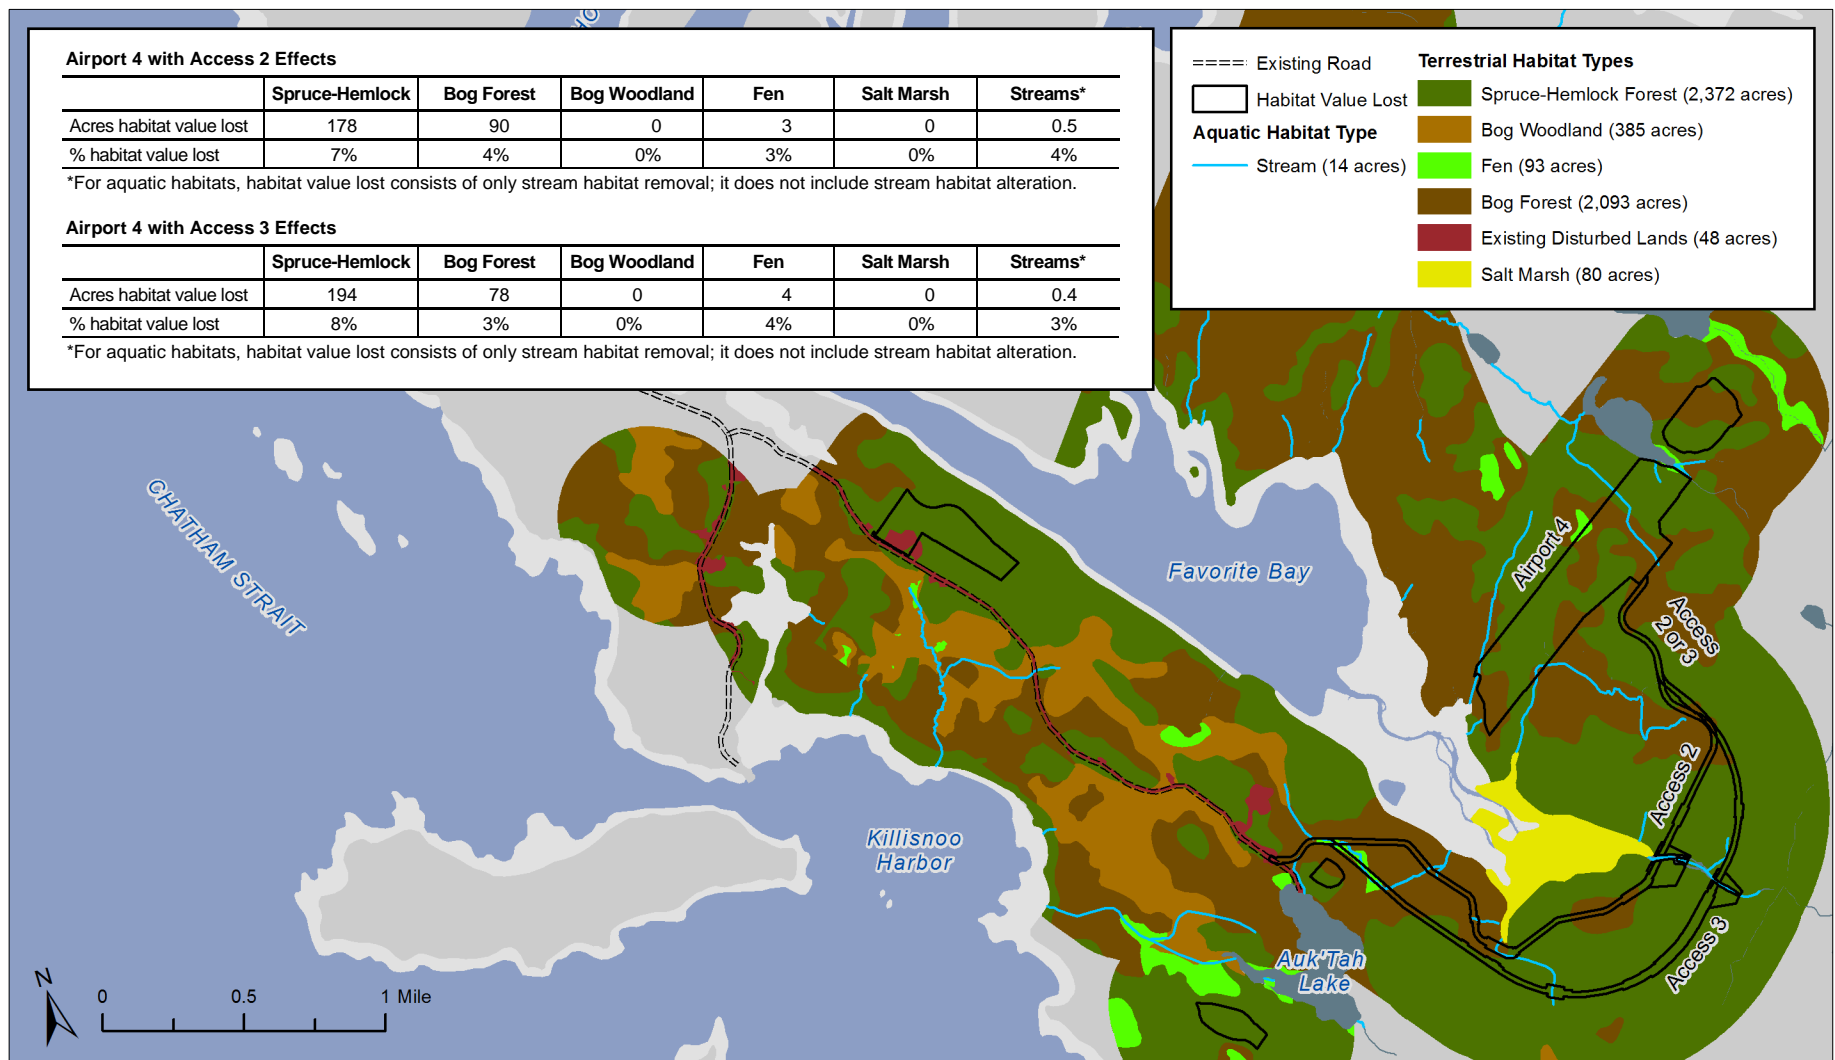 HO
Airport 4 with Access 2 Effects
Spruce-Hemlock Bog Forest Bog Woodland Fen Salt Marsh Streams*
Acres habitat value lost 178 90 0 3 0 0.5
% habitat value lost 7% 4% 0% 3% 0% 4%
*For aquatic habitats, habitat value lost consists of only stream habitat removal; it does not include stream habitat alteration.
Airport 4 with Access 3 Effects
Spruce-Hemlock Bog Forest Bog Woodland Fen Salt Marsh Streams*
Acres habitat value lost 194 78 0 4 0 0.4
% habitat value lost 8% 3% 0% 4% 0% 3%
*For aquatic habitats, habitat value lost consists of only stream habitat removal; it does not include stream habitat alteration.
Existing Road
Habitat Value Lost
Aquatic Habitat Type
Stream (14 acres)
Terrestrial Habitat Types
Spruce-Hemlock Forest (2,372 acres)
Bog Woodland (385 acres)
Fen (93 acres)
Bog Forest (2,093 acres)
Existing Disturbed Lands (48 acres)
Salt Marsh (80 acres)
CHATHAM STRAIT
Favorite Bay
Airport 4
Access
2 or 3
Access 2
Killisnoo
Harbor
Access 3
Auk'Tah
Lake
N
0 0.5 1 Mile